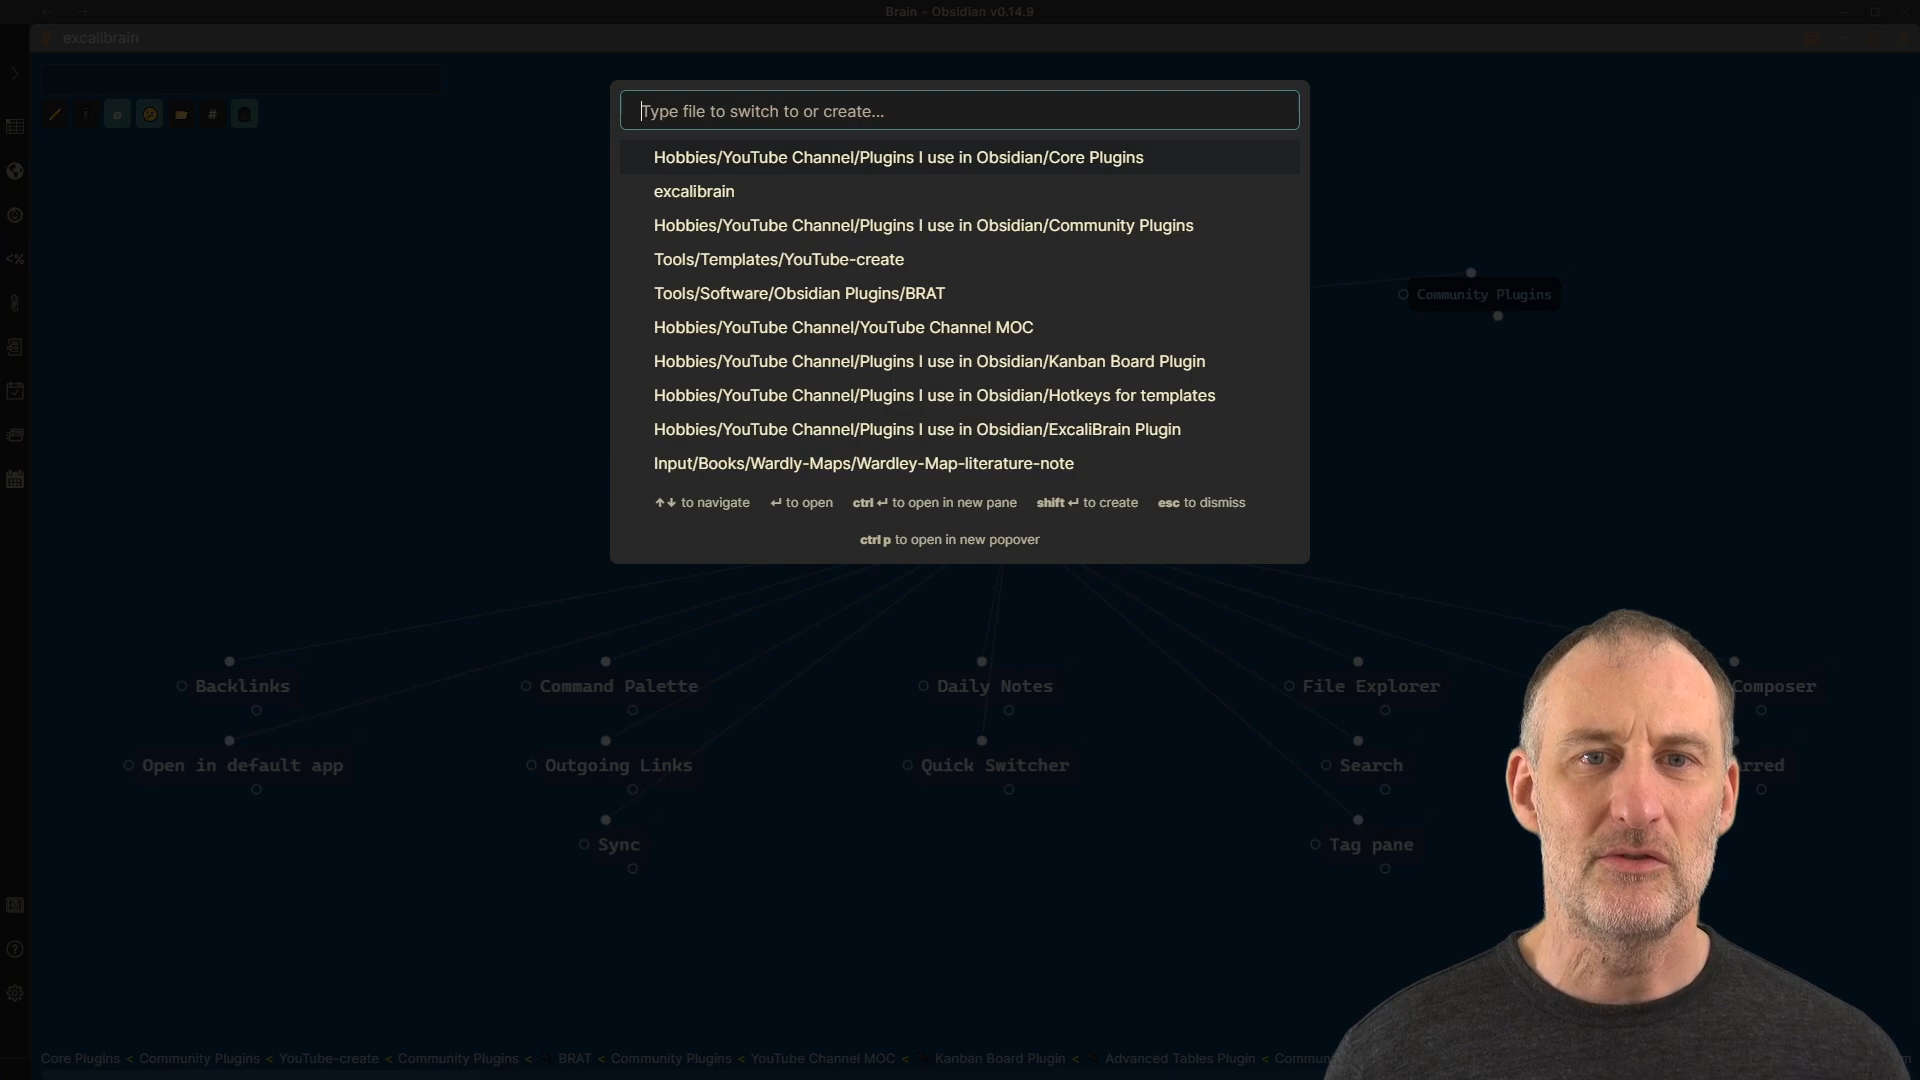 Brain - Obsidian v0.14.9
excalibrain
#
Type file to switch to or create...
Hobbies/YouTube Channel/Plugins I use in Obsidian/Core Plugins
excalibrain
Hobbies/YouTube Channel/Plugins I use in Obsidian/Community Plugins
Tools/Templates/YouTube-create
Tools/Software/Obsidian Plugins/BRAT
Hobbies/YouTube Channel/YouTube Channel MOC
Hobbies/YouTube Channel/Plugins I use in Obsidian/Kanban Board Plugin
Hobbies/YouTube Channel/Plugins I use in Obsidian/Hotkeys for templates
Hobbies/YouTube Channel/Plugins I use in Obsidian/ExcaliBrain Plugin
Input/Books/Wardly-Maps/Wardley-Map-literature-note
↑↓ to navigate ↵ to open ctrl ↵ to open in new pane shift ↵ to create esc to dismiss
ctrl p to open in new popover
Community Plugins
Backlinks Command Palette Daily Notes File Explorer Composer
Open in default app Outgoing Links Quick Switcher Search rred
Sync Tag pane
Core Plugins < Community Plugins < YouTube-create < Community Plugins < BRAT < Community Plugins < YouTube Channel MOC < Kanban Board Plugin < Advanced Tables Plugin < Commun